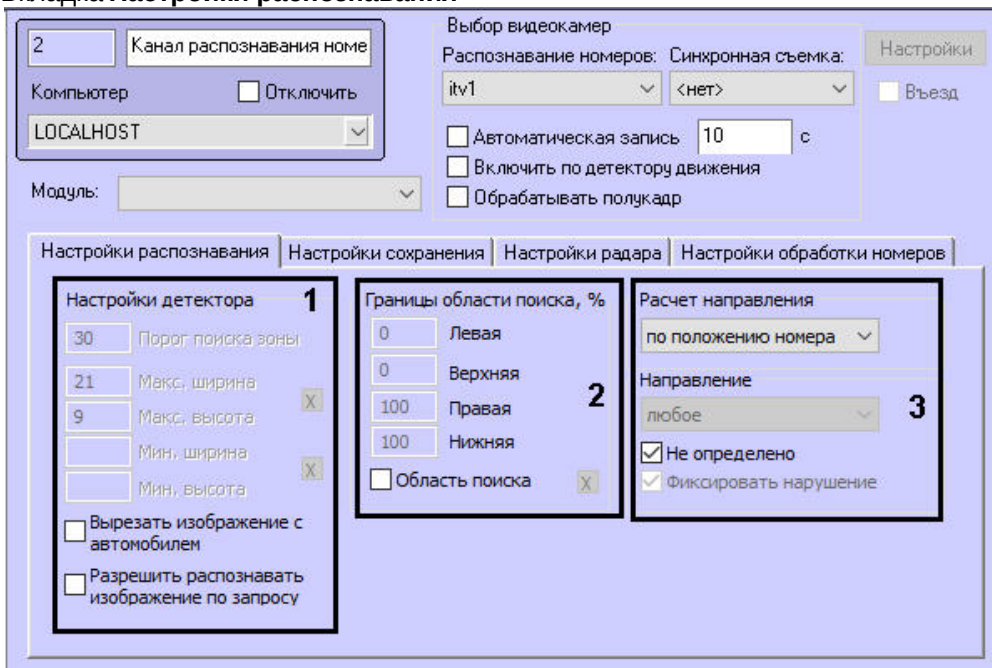 Вкладка Настройки распознавания
2
Канал распознавания номе
Компьютер
Отключить
LOCALHOST
Модуль:
Выбор видеокамер
Распознавание номеров: Синхронная съемка:
itv1
<нет>
Автоматическая запись 10 с
Включить по детектору движения
Обрабатывать полукадр
Настройки
Въезд
Настройки распознавания Настройки сохранения Настройки радара Настройки обработки номеров
Настройки детектора 1
30 Порог поиска зоны
21 Макс. ширина
9 Макс. высота
X
Мин. ширина
Мин. высота
X
Вырезать изображение с
автомобилем
Разрешить распознавать
изображение по запросу
Границы области поиска, %
0 Левая
0 Верхняя
100 Правая
100 Нижняя
2
Область поиска X
Расчет направления
по положению номера
Направление
любое
3
Не определено
Фиксировать нарушение